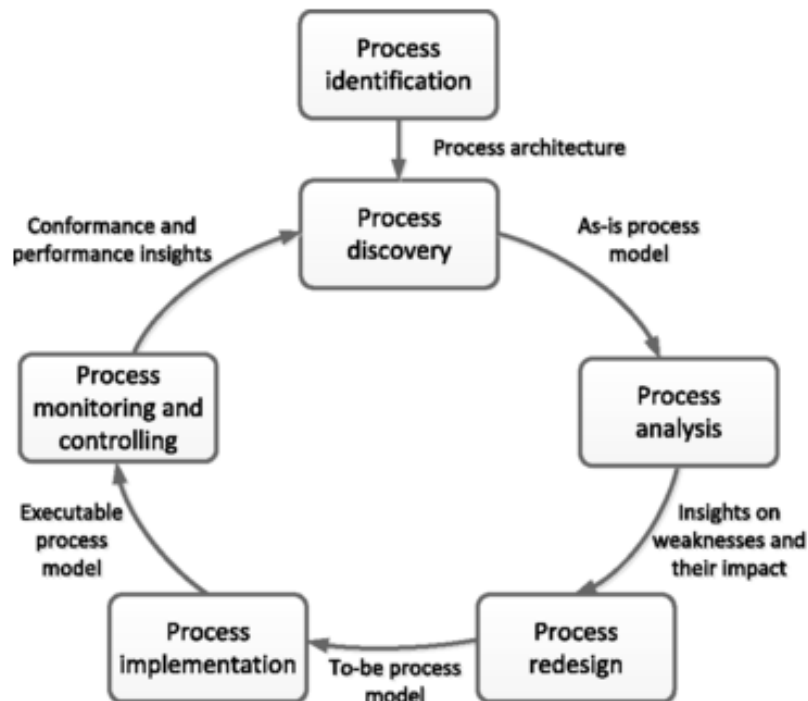 Process
identification
Process architecture
Process
discovery
Conformance and
performance insights
As-is process
model
Process
monitoring and
controlling
Process
analysis
Executable
process
model
Insights on
weaknesses and
their impact
Process
implementation
To-be process
model
Process
redesign